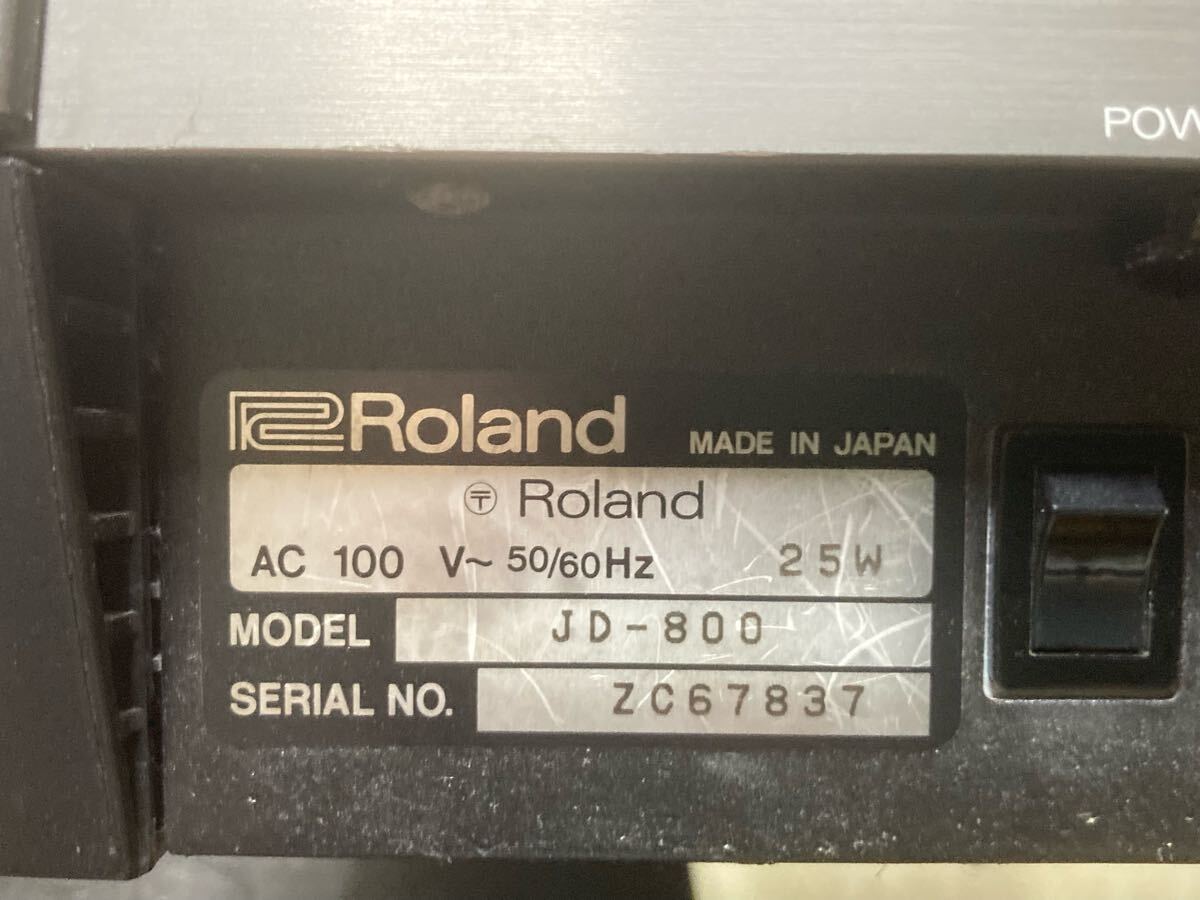 POW
Roland MADE IN JAPAN
〶 Roland
AC 100 V~ 50/60Hz 25W
MODEL JD-800
SERIAL NO. ZC67837